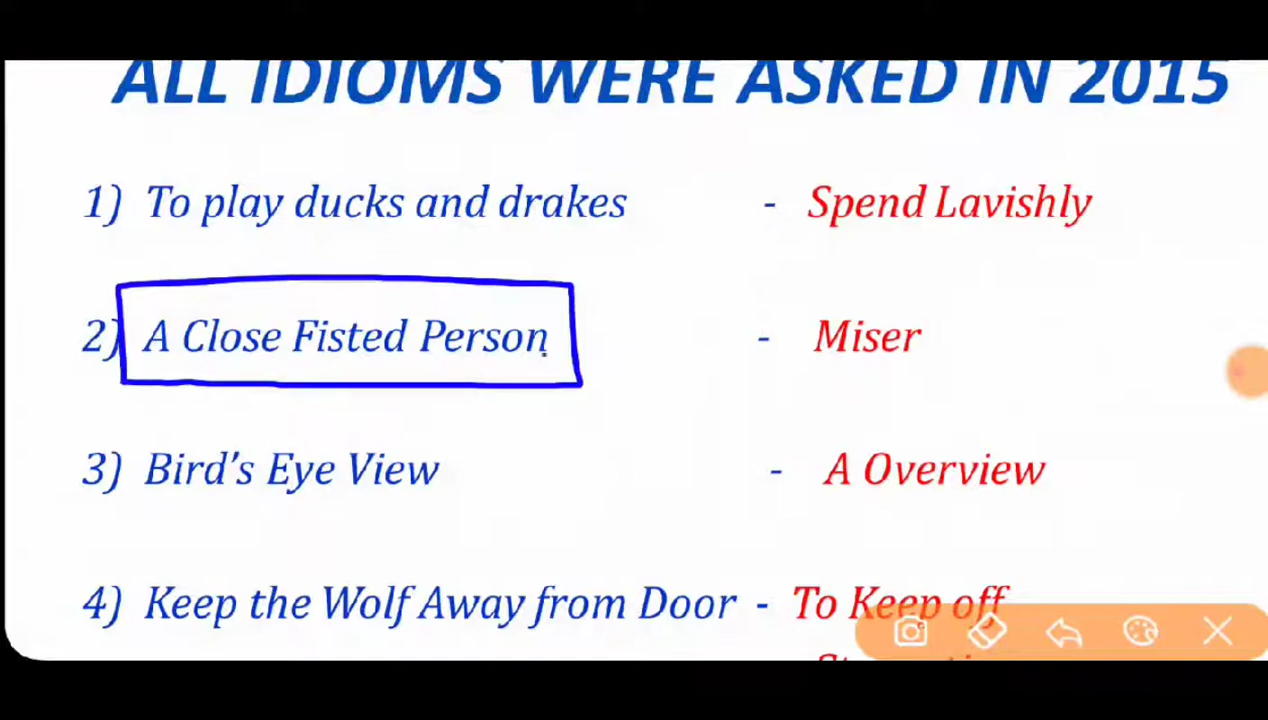 ALL IDIOMS WERE ASKED IN 2015
1) To play ducks and drakes - Spend Lavishly
2) A Close Fisted Person - Miser
3) Bird's Eye View - A Overview
4) Keep the Wolf Away from Door - To Keep off